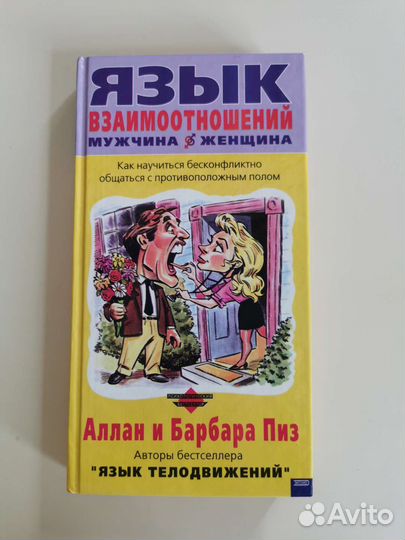 ЯЗЫК
ВЗАИМООТНОШЕНИЙ
МУЖЧИНА ЖЕНЩИНА
Как научиться бесконфликтно
общаться с противоположным полом
Аллан и Барбара Пиз
Авторы бестселлера
"ЯЗЫК ТЕЛОДВИЖЕНИЙ"
Avito